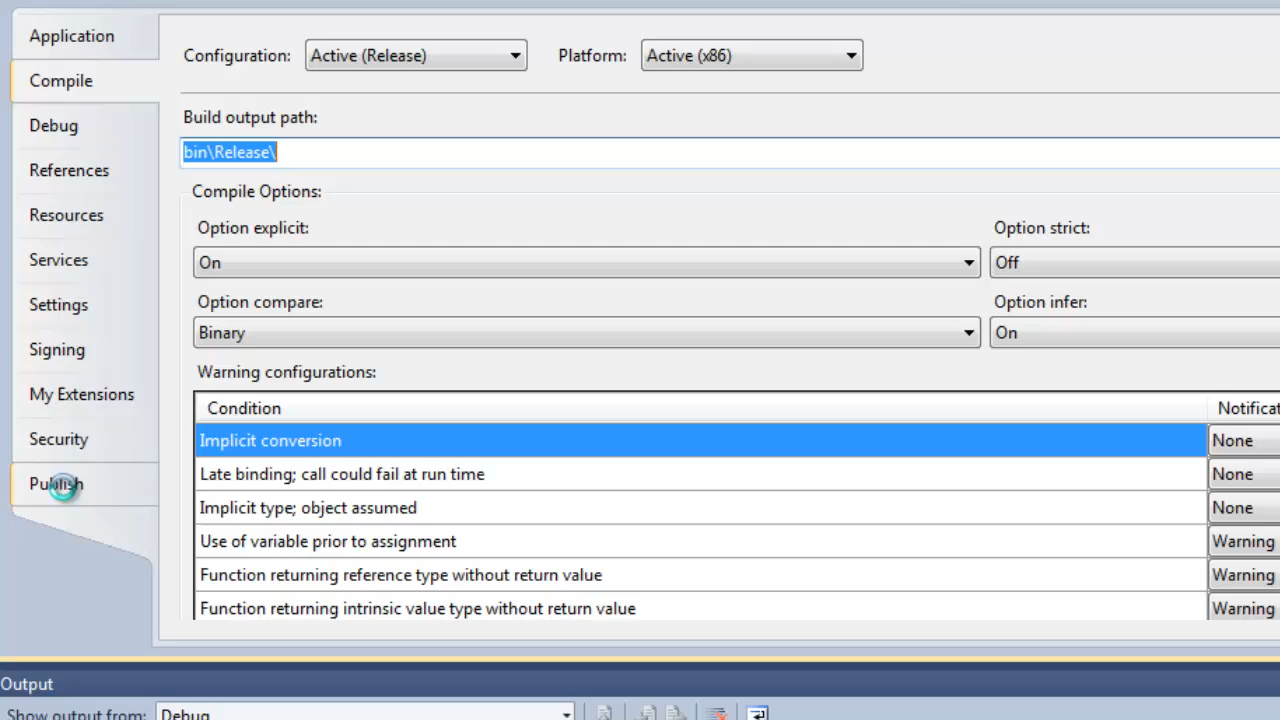 Application
Compile
Debug
References
Resources
Services
Settings
Signing
My Extensions
Security
Publish
Configuration: Active (Release) Platform: Active (x86)
Build output path:
bin\Release\
Compile Options:
Option explicit: Option strict:
On Off
Option compare: Option infer:
Binary On
Warning configurations:
Condition Notificat
Implicit conversion None
Late binding; call could fail at run time None
Implicit type; object assumed None
Use of variable prior to assignment Warning
Function returning reference type without return value Warning
Function returning intrinsic value type without return value Warning
Output
Show output from: Debug